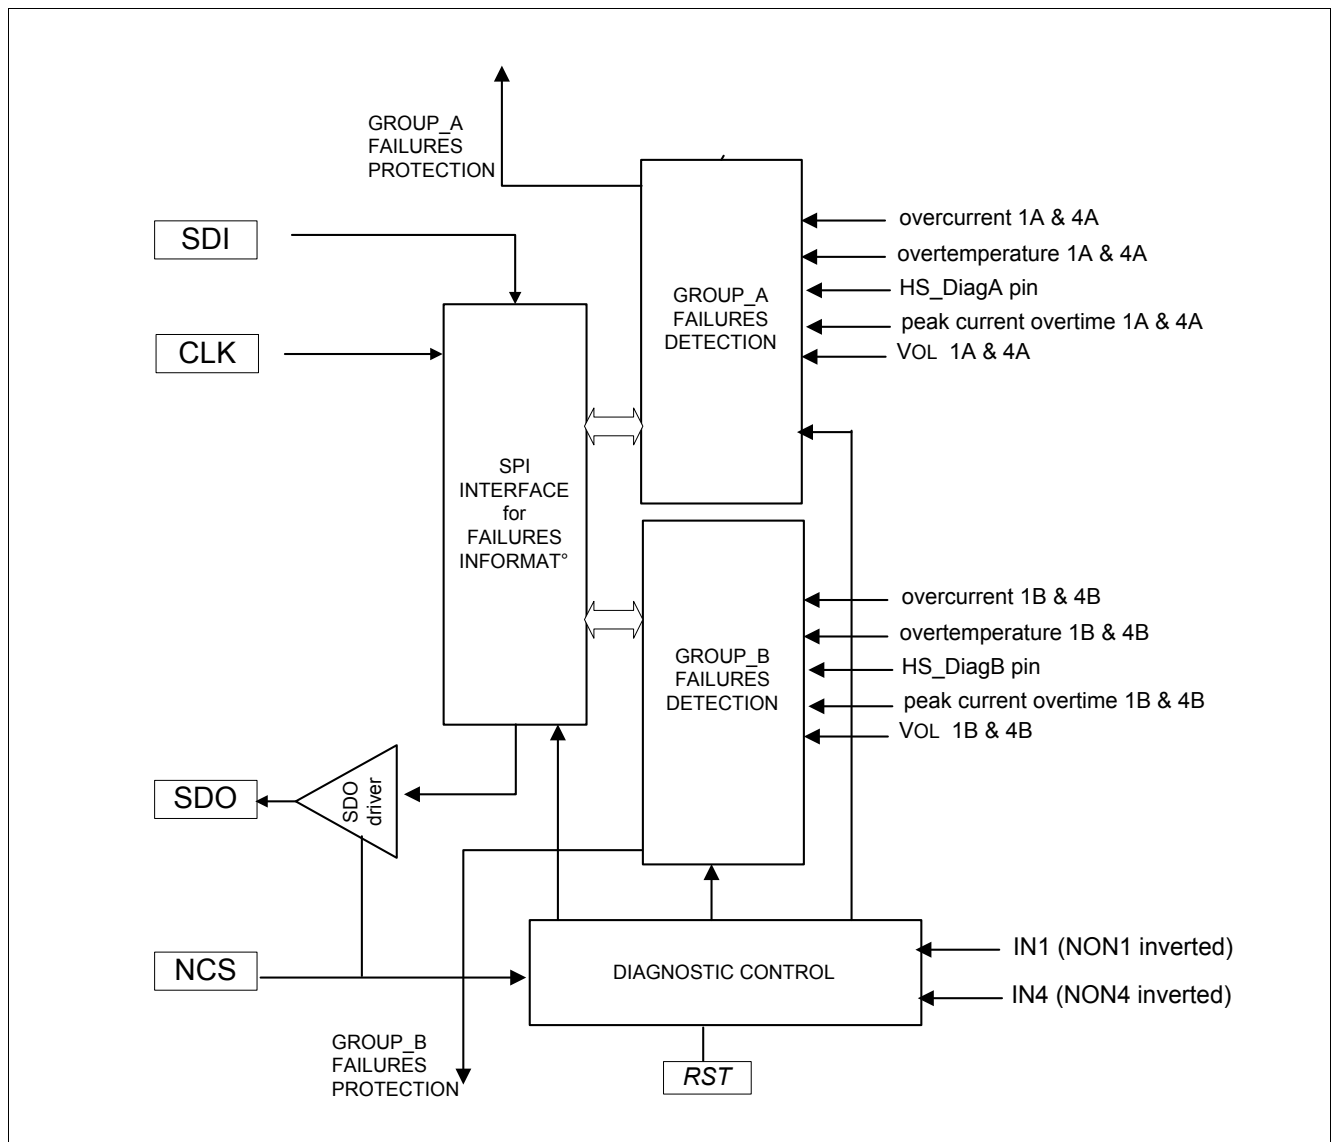 GROUP_A
FAILURES
PROTECTION
SDI
CLK
GROUP_A
FAILURES
DETECTION
overcurrent 1A & 4A
overtemperature 1A & 4A
HS_DiagA pin
peak current overtime 1A & 4A
VOL 1A & 4A
SPI
INTERFACE
for
FAILURES
INFORMAT°
GROUP_B
FAILURES
DETECTION
overcurrent 1B & 4B
overtemperature 1B & 4B
HS_DiagB pin
peak current overtime 1B & 4B
VOL 1B & 4B
SDO
SDO
driver
NCS
DIAGNOSTIC CONTROL
IN1 (NON1 inverted)
IN4 (NON4 inverted)
GROUP_B
FAILURES
PROTECTION
RST